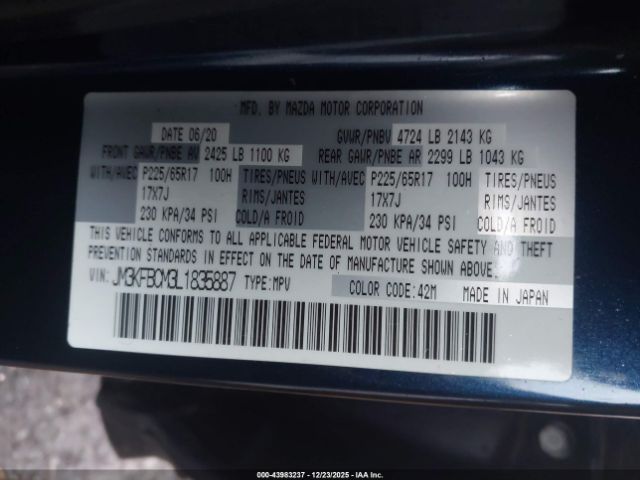 MFD. BY MAZDA MOTOR CORPORATION
DATE 06/20 GVWR/PNBV 4724 LB 2143 KG
FRONT GAWR/PNBE AV 2425 LB 1100 KG REAR GAWR/PNBE AR 2299 LB 1043 KG
WITH/AVEC P225/65R17 100H TIRES/PNEUS WITH/AVEC P225/65R17 100H TIRES/PNEUS
17X7J RIMS/JANTES 17X7J RIMS/JANTES
230 KPA/34 PSI COLD/A FROID 230 KPA/34 PSI COLD/A FROID
THIS VEHICLE CONFORMS TO ALL APPLICABLE FEDERAL MOTOR VEHICLE SAFETY AND THEFT
PREVENTION STANDARDS IN EFFECT ON THE DATE OF MANUFACTURE SHOWN ABOVE.
VIN: JM3KFBCM3L1835887 TYPE:MPV COLOR CODE:42M MADE IN JAPAN
000-43983237 - 12/23/2025 - IAA Inc.